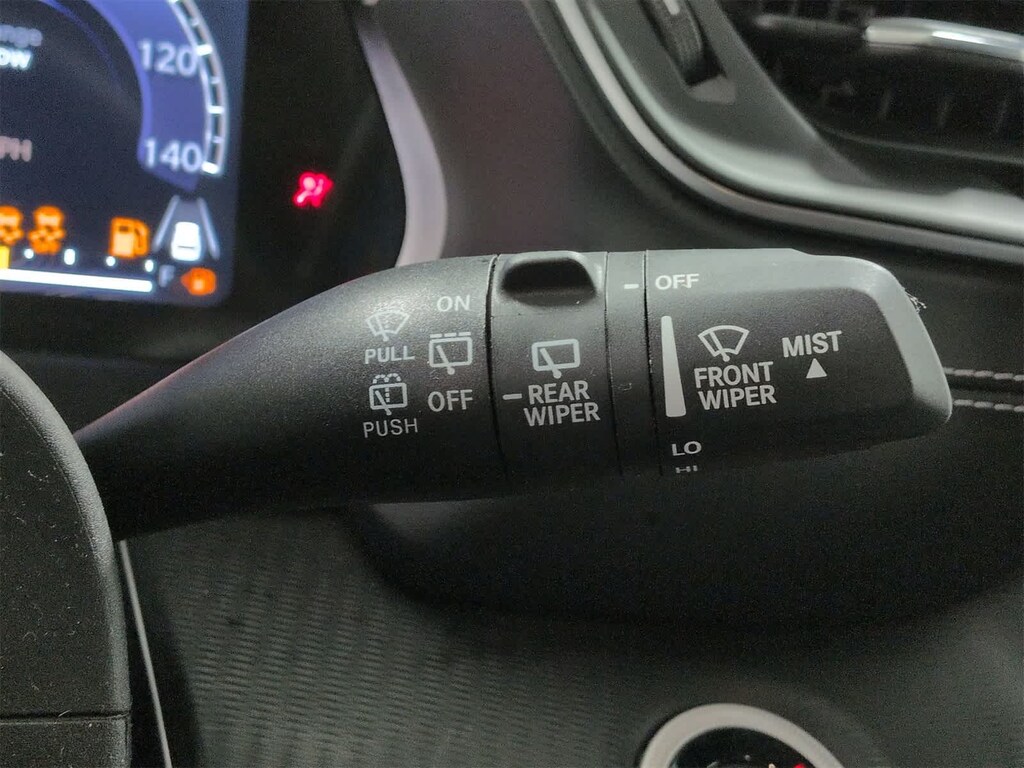 120
140
F
ON
PULL
OFF
PUSH
REAR
WIPER
OFF
FRONT
WIPER
MIST
LO